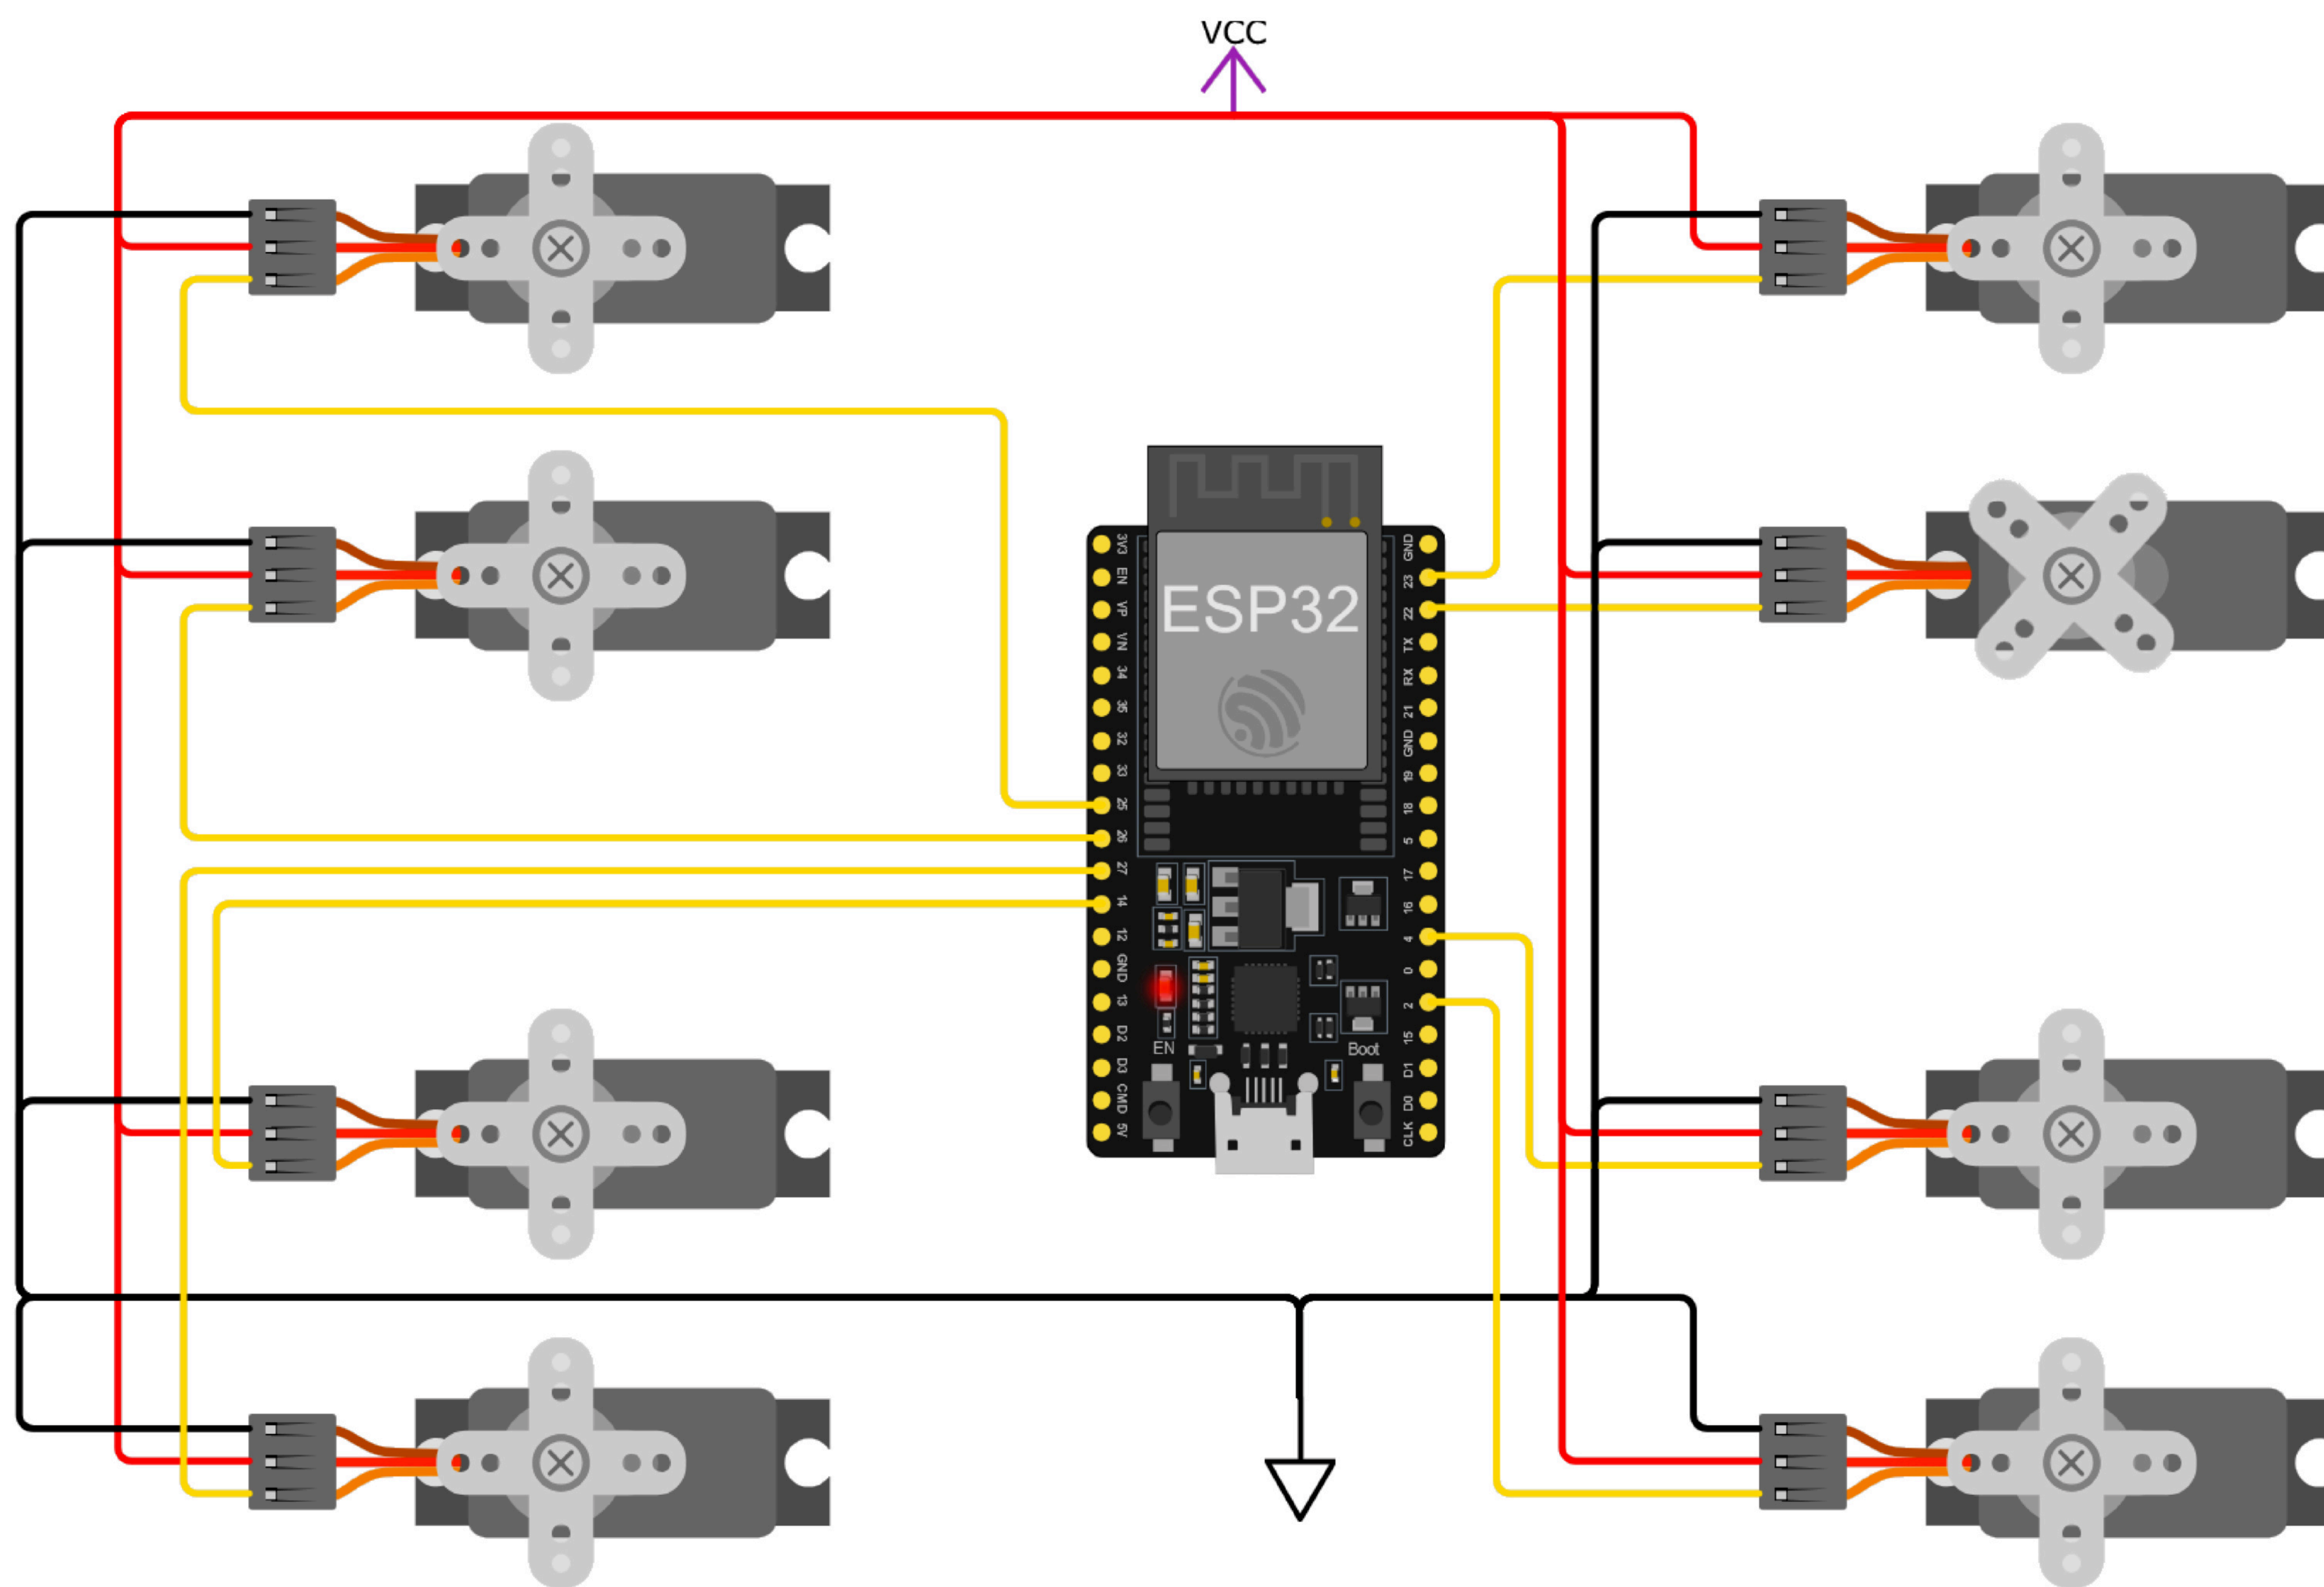 VCC
ESP32
3V3
EN
VP
VN
34
35
32
33
25
26
27
14
12
GND
13
D2
D3
CMD
5V
GND
23
22
TX
RX
21
GND
19
18
5
17
16
4
0
2
15
D1
D0
CLK
EN
Boot